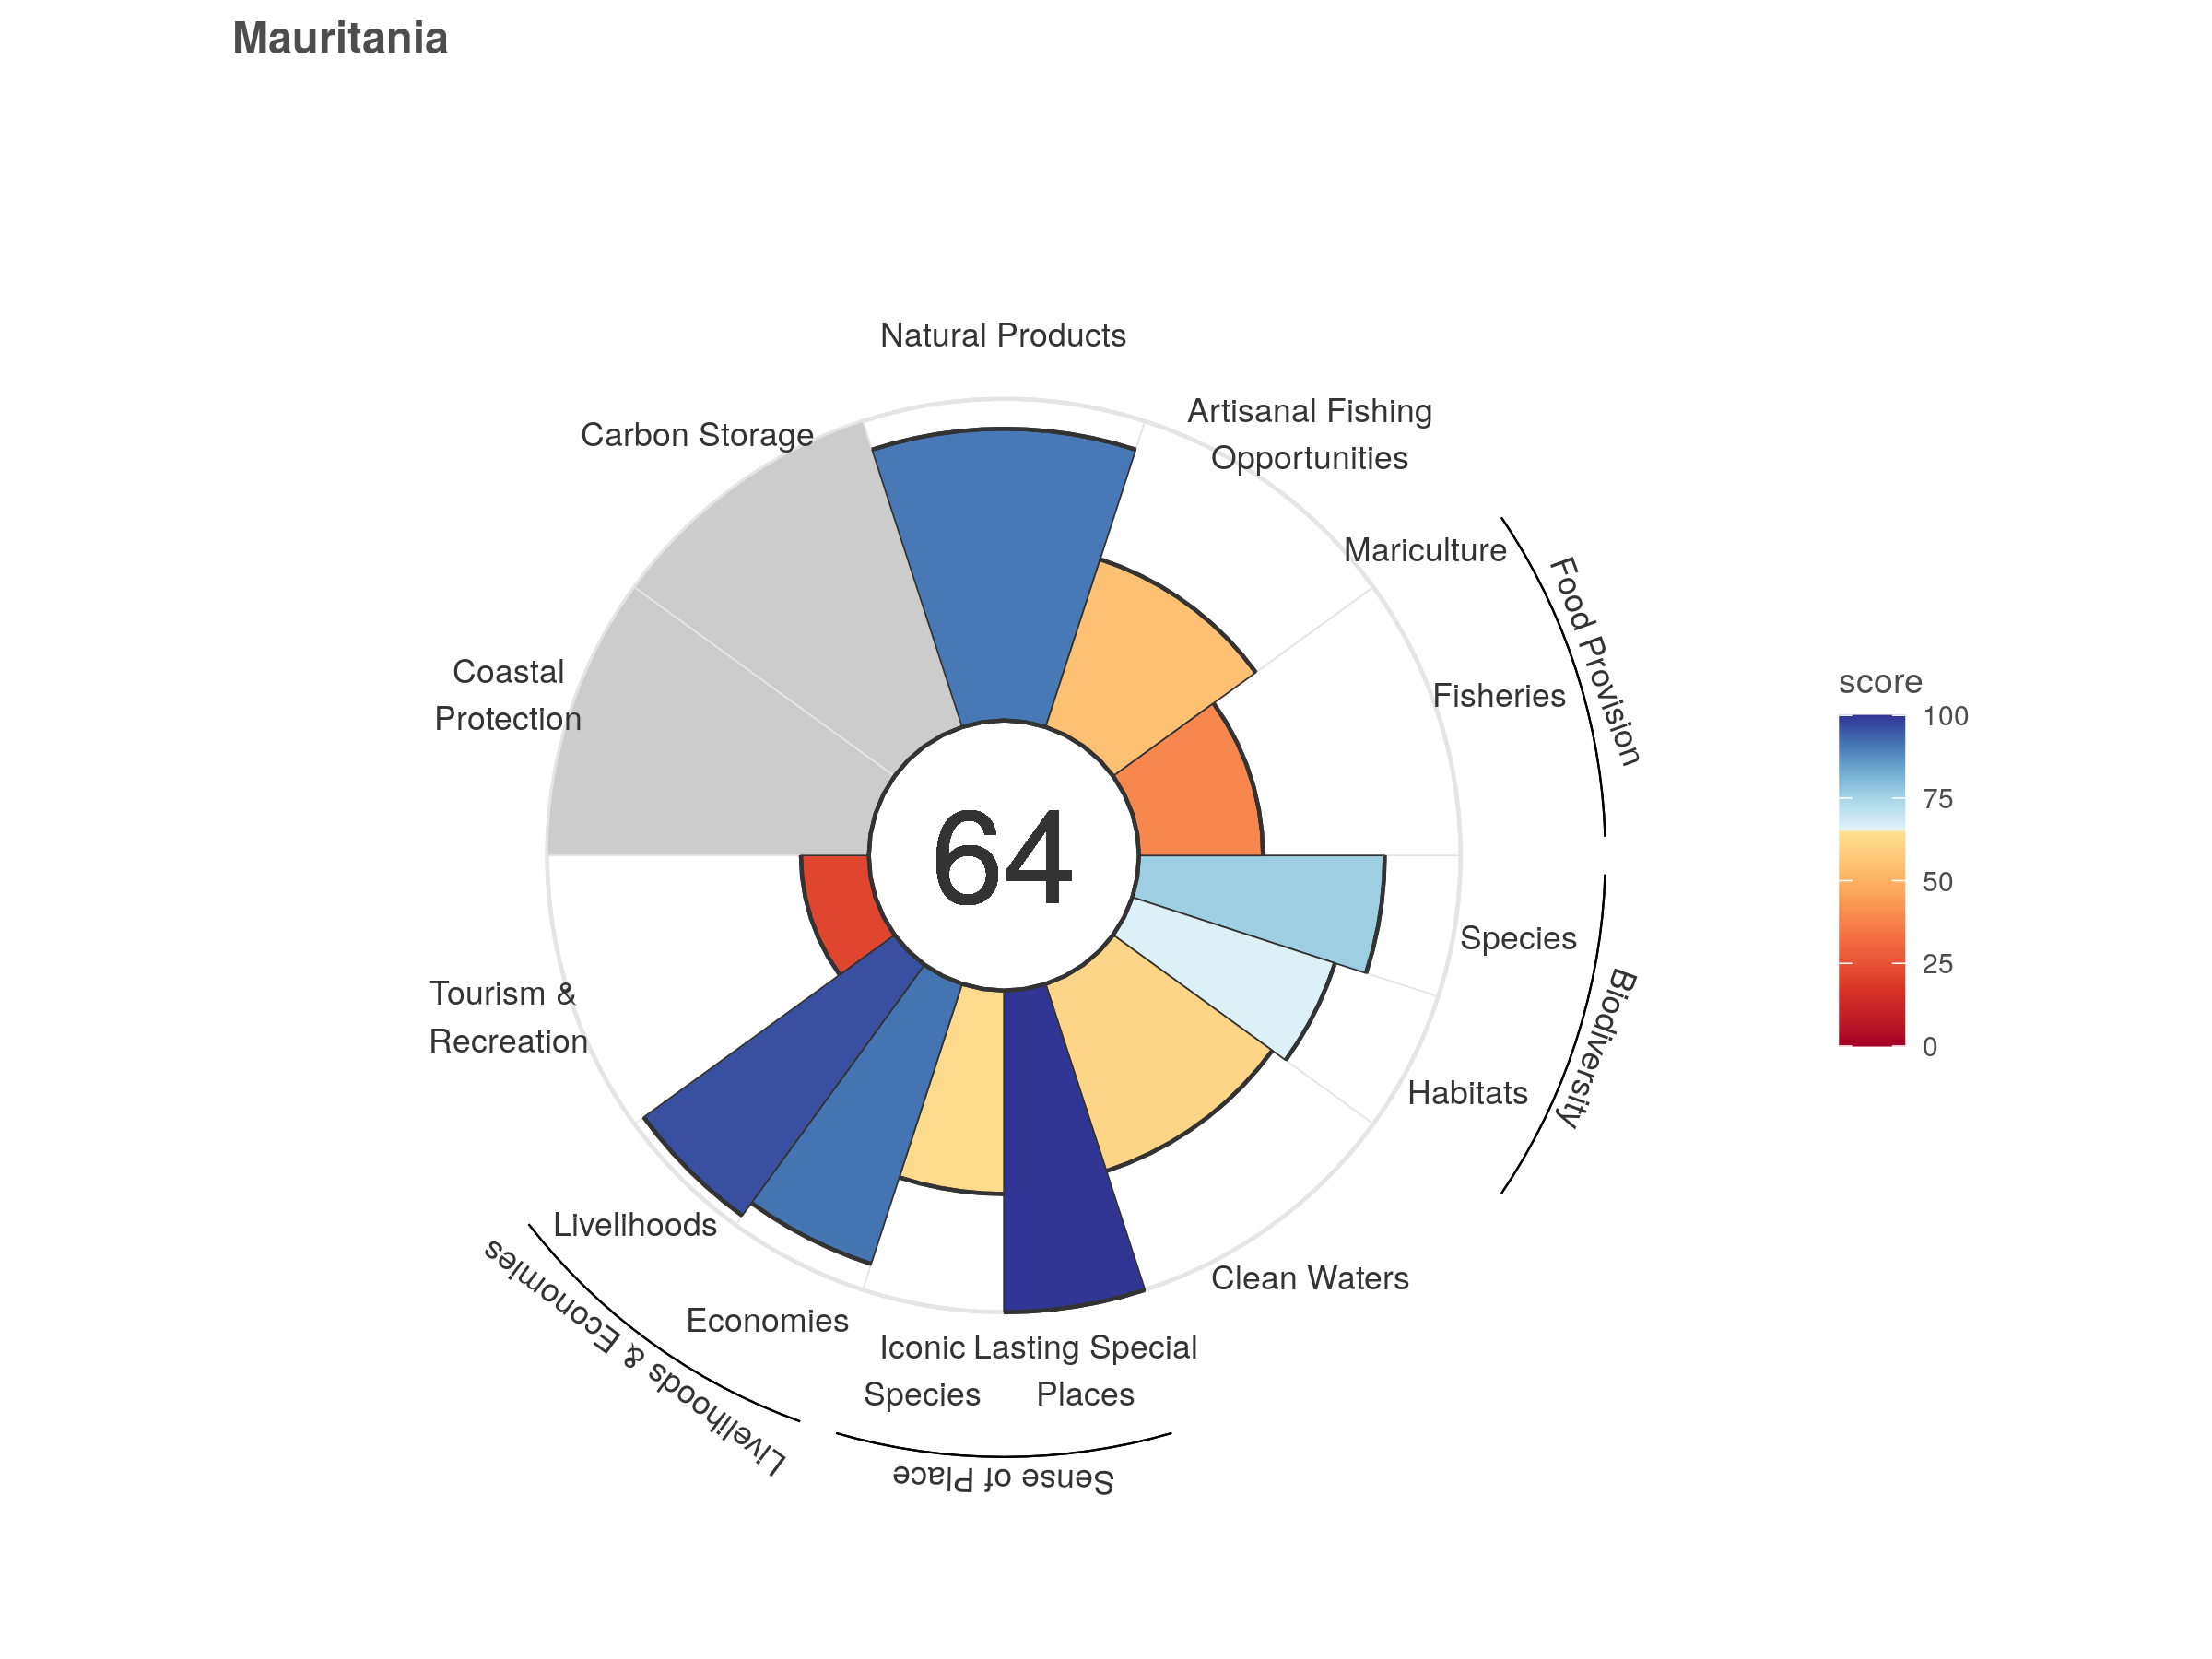 Mauritania
Natural Products
Artisanal Fishing
Opportunities
Carbon Storage
Mariculture
Food Provision
Fisheries
Coastal
Protection
64
score
100
75
50
25
0
Species
Biodiversity
Habitats
Tourism &
Recreation
Livelihoods
Livelihoods & Economies
Economies
Clean Waters
Iconic
Species
Lasting Special
Places
Sense of Place